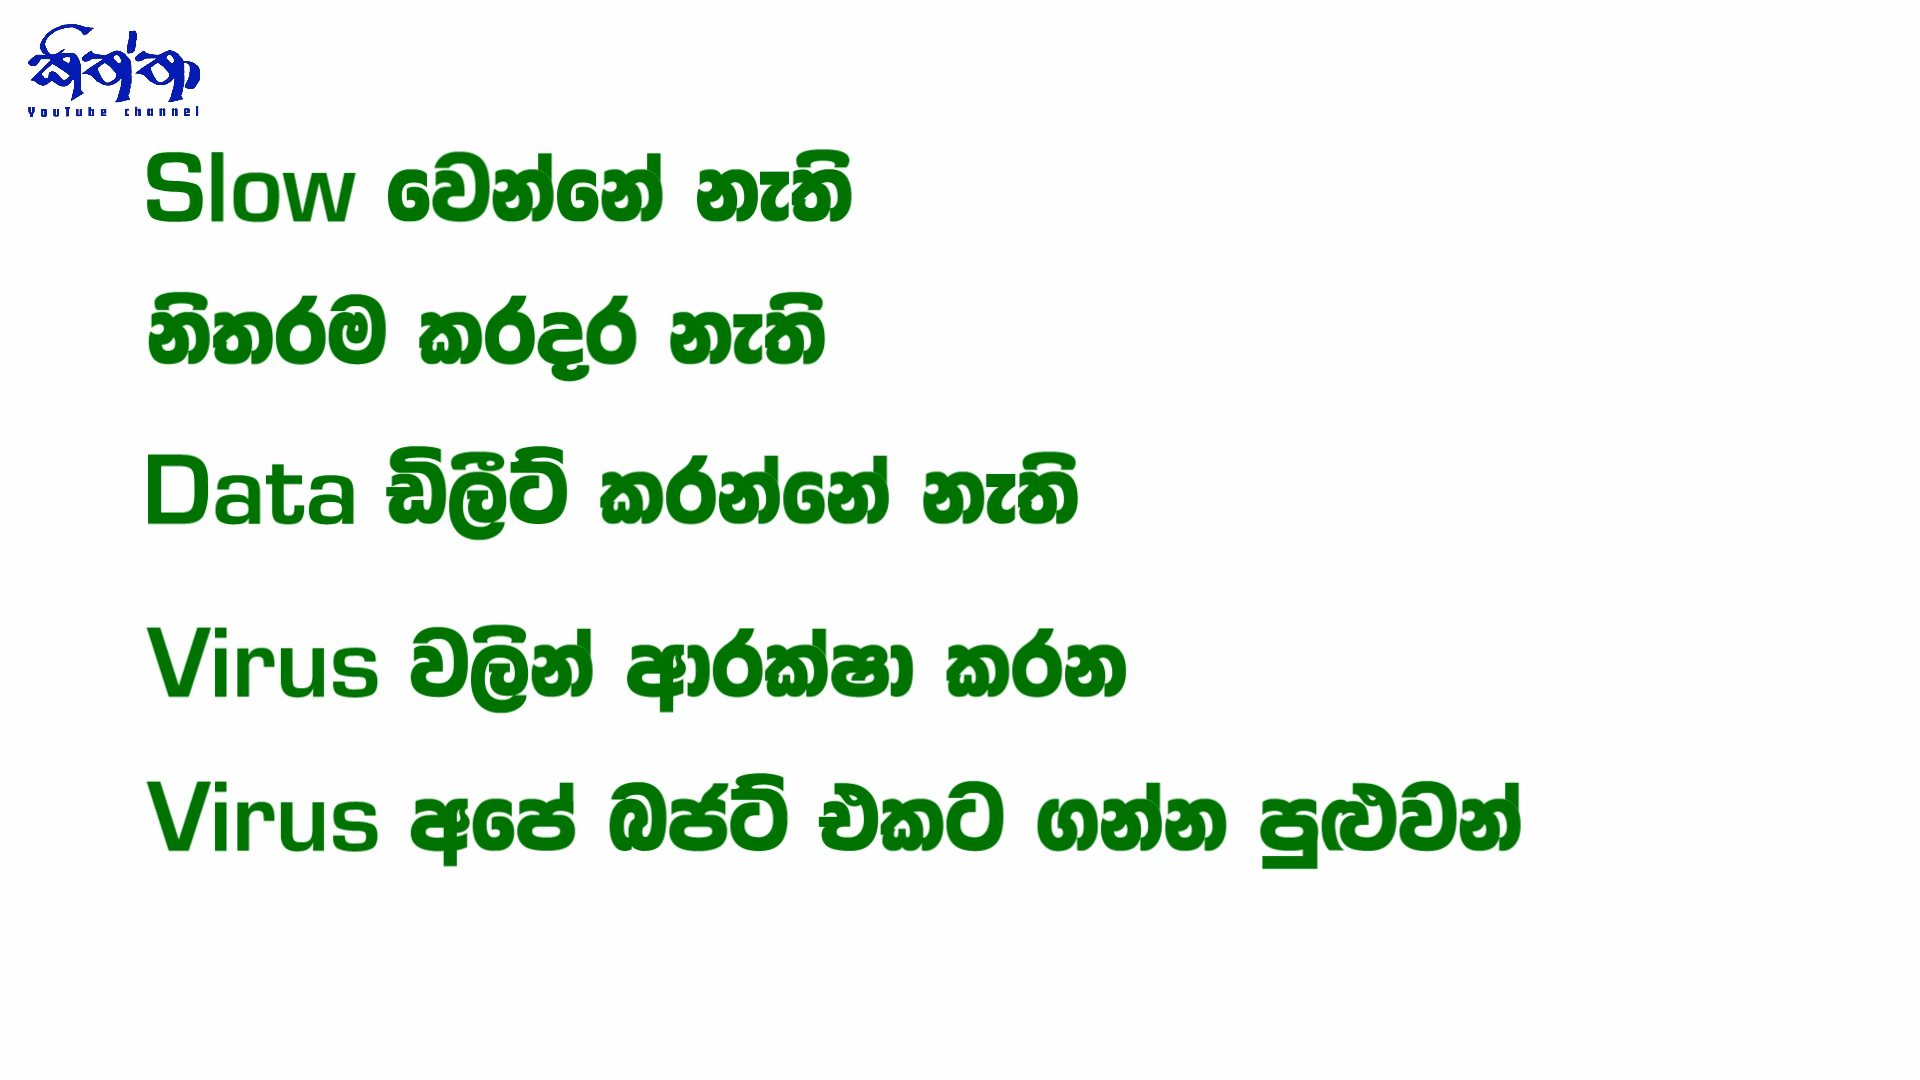 කිත්තා
YouTube channel
Slow වෙන්නේ නැති
නිතරම කරදර නැති
Data ඩිලීට් කරන්නේ නැති
Virus වලින් ආරක්ෂා කරන
Virus අපේ බජට් එකට ගන්න පුළුවන්